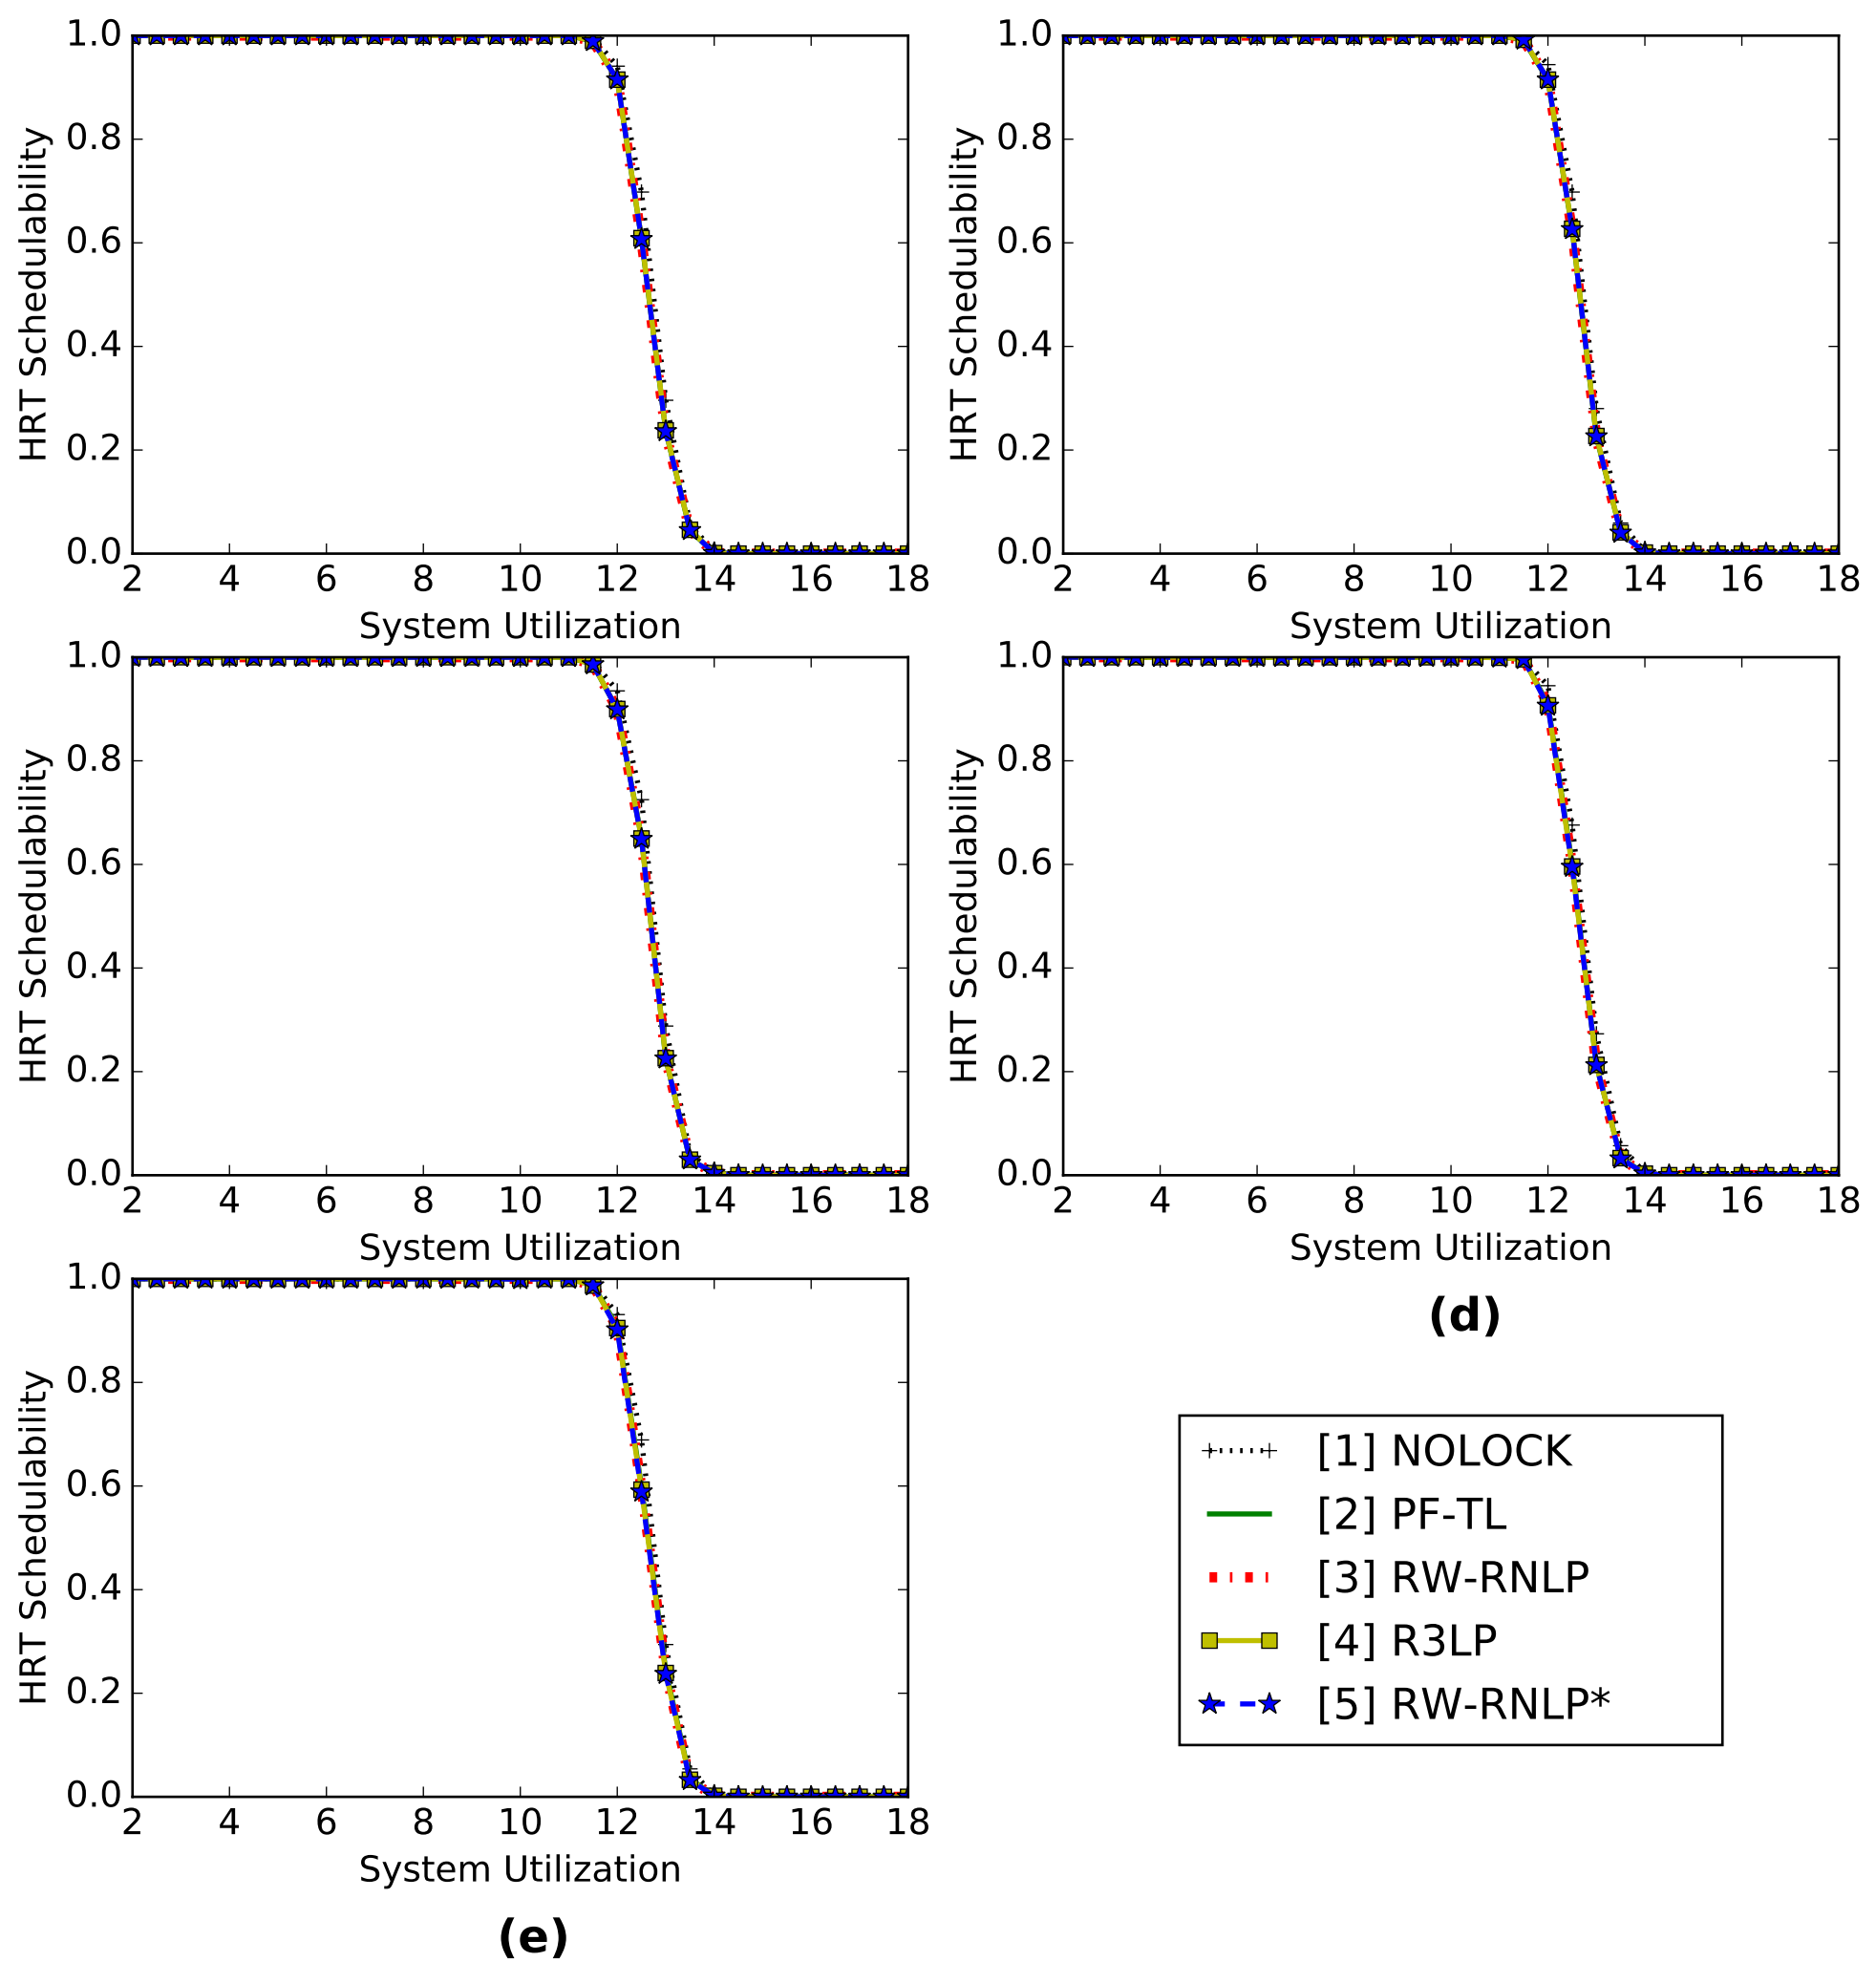 1.0
0.8
0.6
0.4
0.2
0.0
HRT Schedulability
2 4 6 8 10 12 14 16 18
System Utilization
1.0
0.8
0.6
0.4
0.2
0.0
HRT Schedulability
2 4 6 8 10 12 14 16 18
System Utilization
1.0
0.8
0.6
0.4
0.2
0.0
HRT Schedulability
2 4 6 8 10 12 14 16 18
System Utilization
1.0
0.8
0.6
0.4
0.2
0.0
HRT Schedulability
2 4 6 8 10 12 14 16 18
System Utilization
(d)
1.0
0.8
0.6
0.4
0.2
0.0
HRT Schedulability
2 4 6 8 10 12 14 16 18
System Utilization
(e)
[1] NOLOCK
[2] PF-TL
[3] RW-RNLP
[4] R3LP
[5] RW-RNLP*